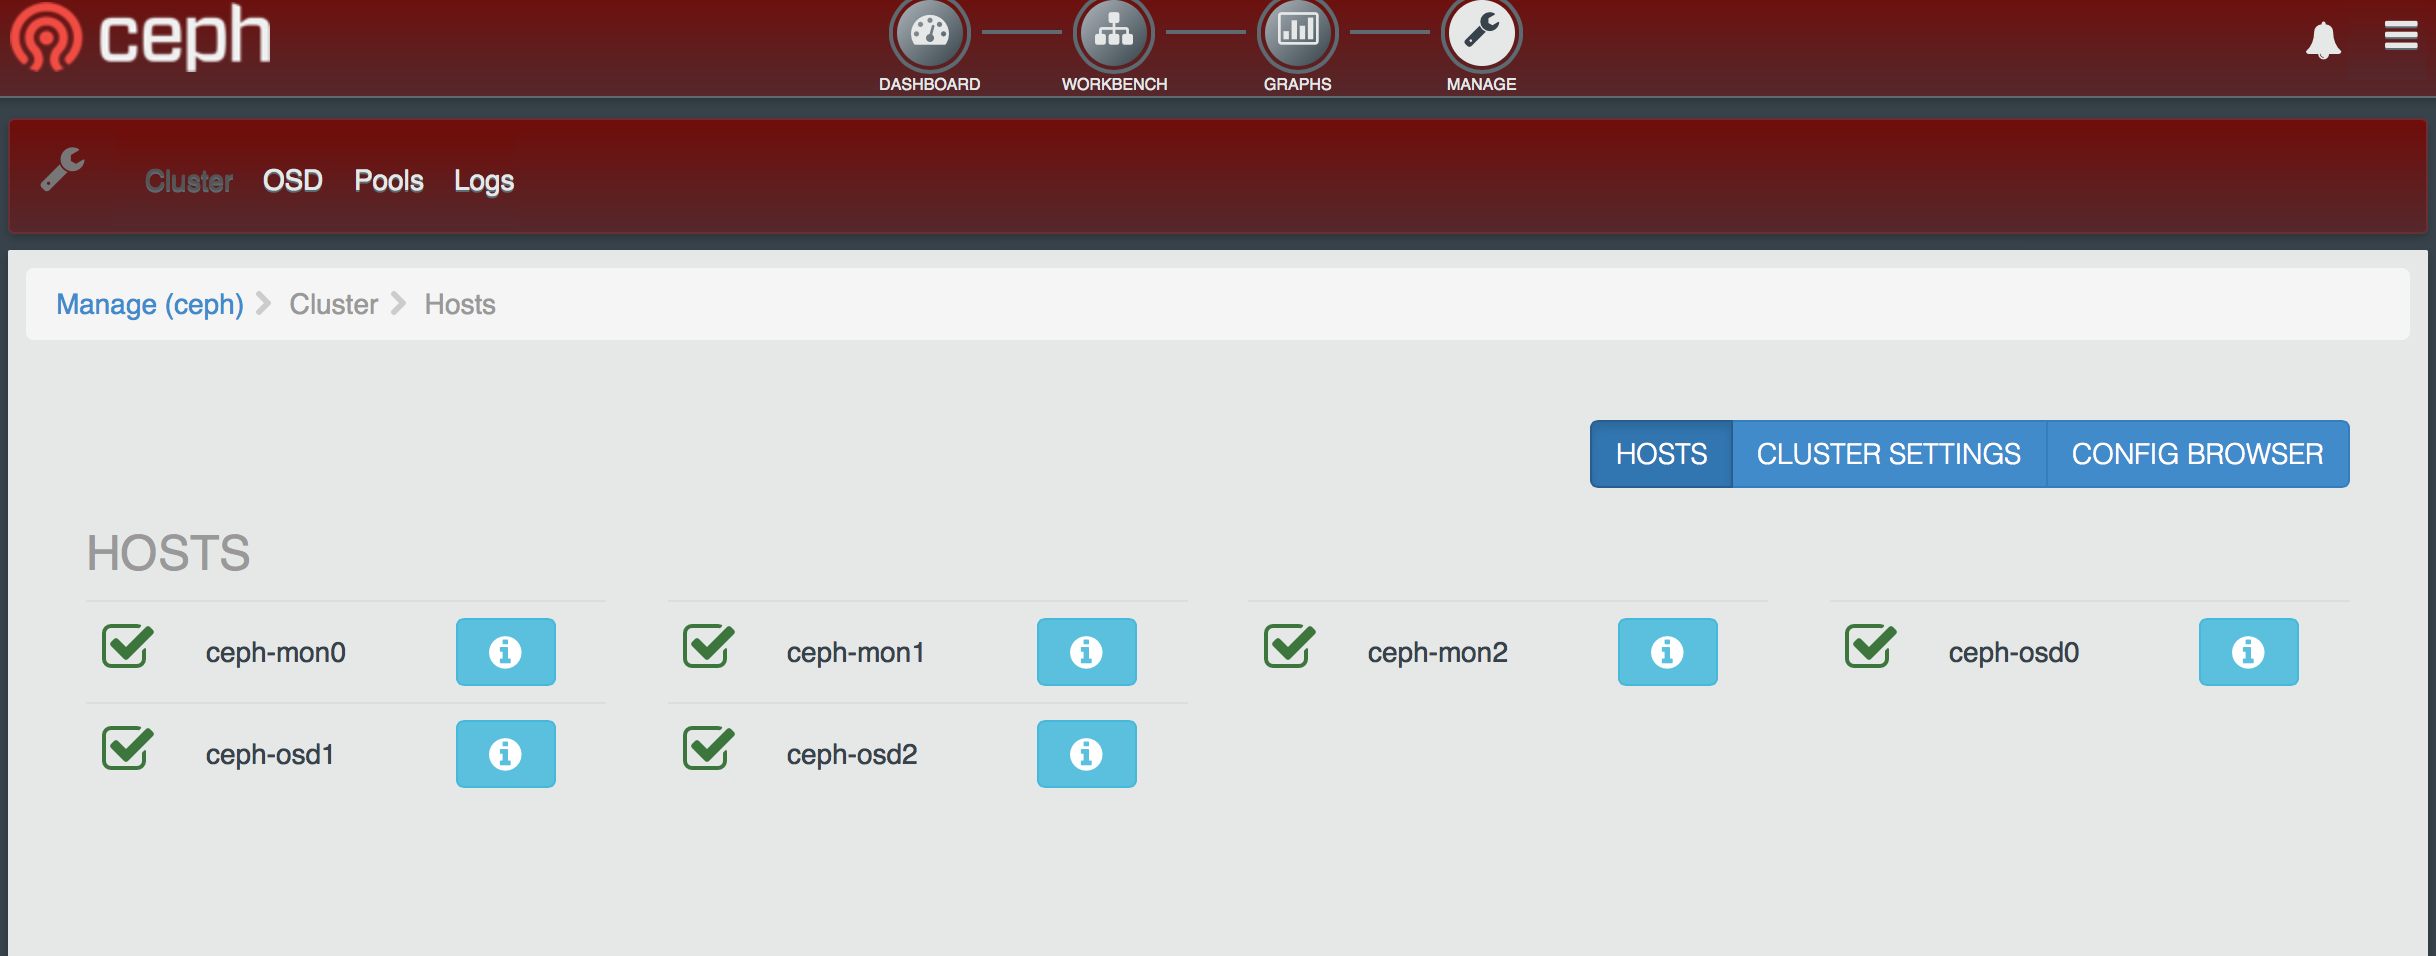 ceph
DASHBOARD WORKBENCH GRAPHS MANAGE
Cluster OSD Pools Logs
Manage (ceph) Cluster Hosts
HOSTS CLUSTER SETTINGS CONFIG BROWSER
HOSTS
ceph-mon0 ceph-mon1 ceph-mon2 ceph-osd0
ceph-osd1 ceph-osd2